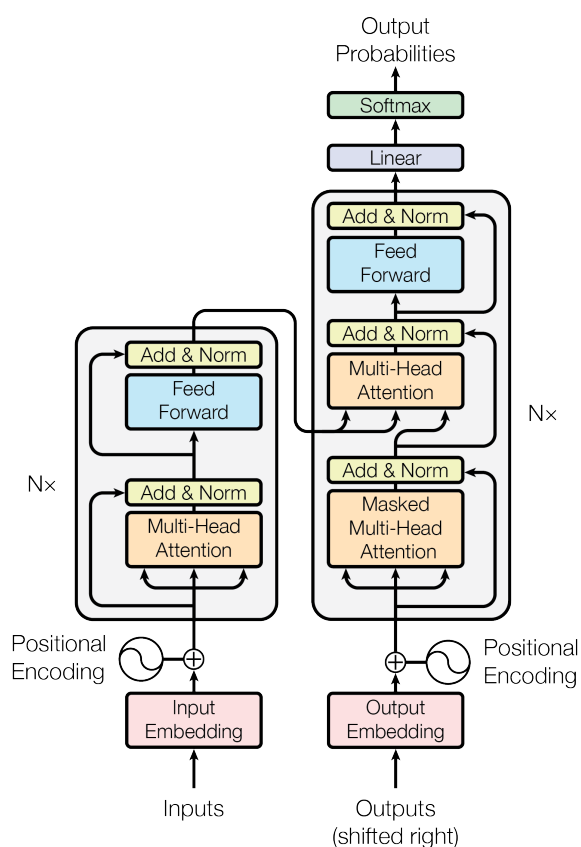 Output
Probabilities
Softmax
Linear
Add & Norm
Feed
Forward
Add & Norm
Multi-Head
Attention
Add & Norm
Feed
Forward
N×
N×
Add & Norm
Masked
Multi-Head
Attention
Add & Norm
Multi-Head
Attention
Positional
Encoding
Positional
Encoding
Input
Embedding
Output
Embedding
Inputs
Outputs
(shifted right)